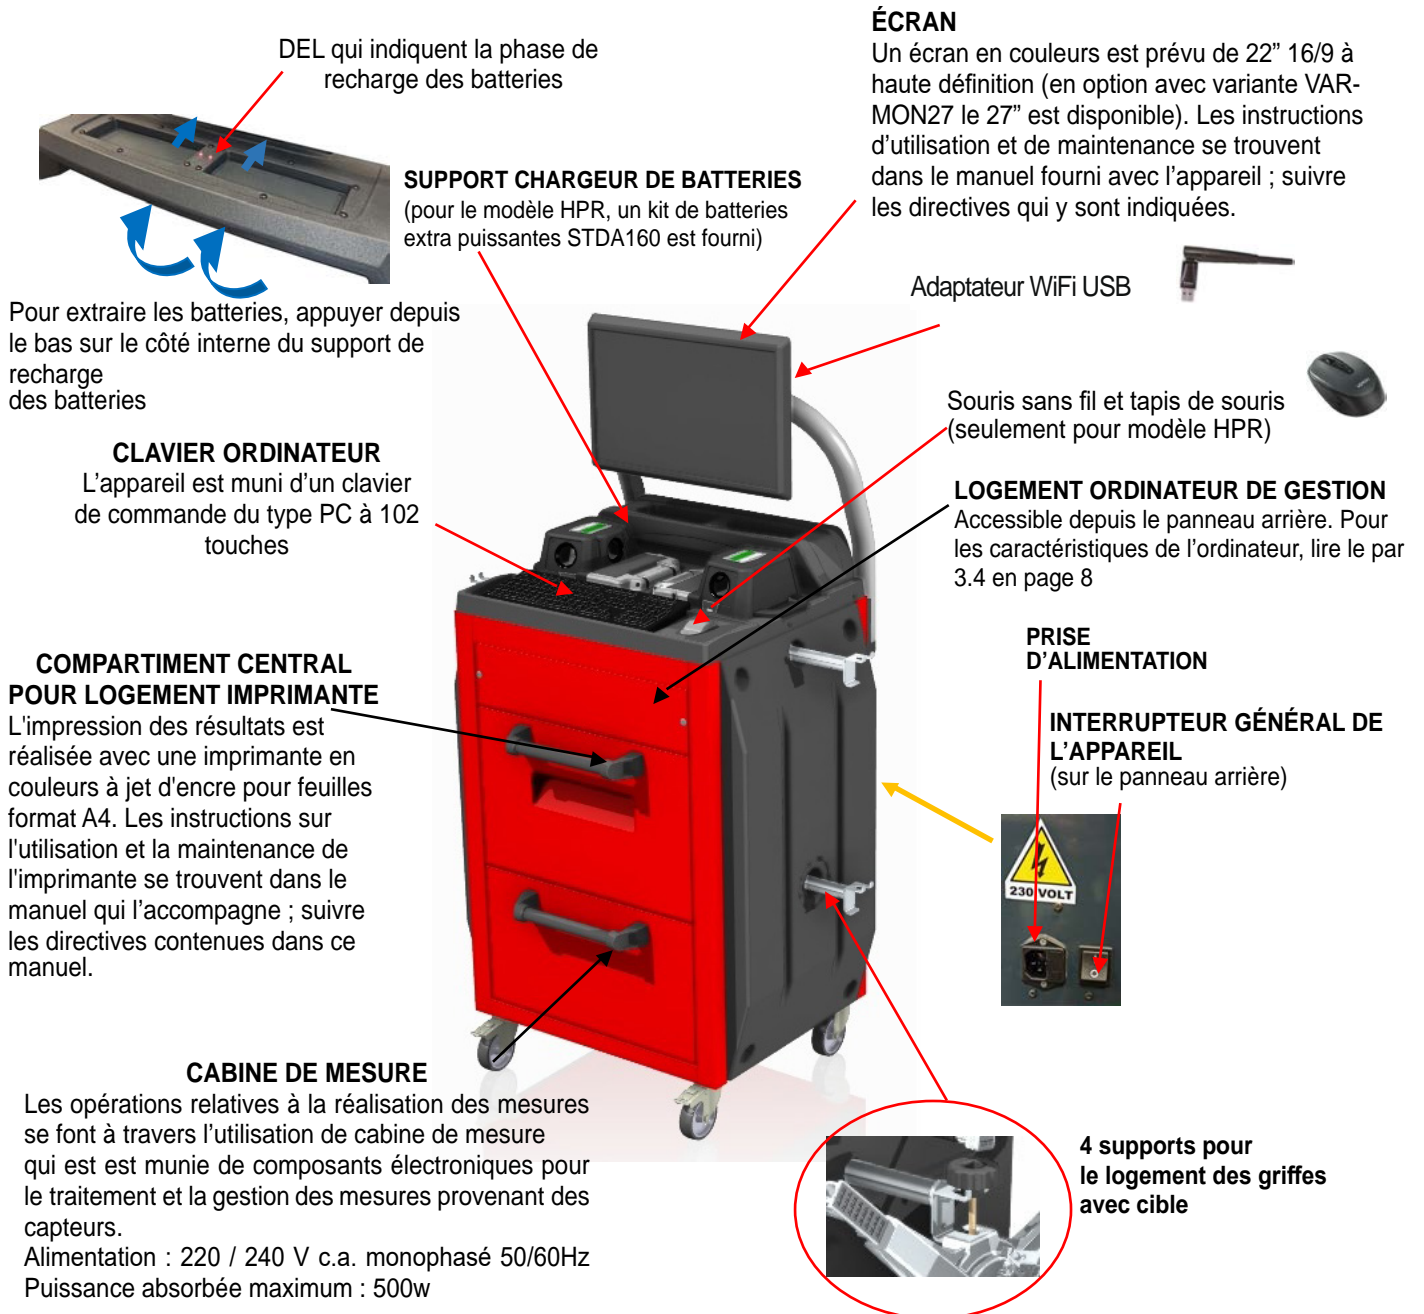 DEL qui indiquent la phase de
recharge des batteries
ÉCRAN
Un écran en couleurs est prévu de 22” 16/9 à
haute définition (en option avec variante VAR-
MON27 le 27” est disponible). Les instructions
d’utilisation et de maintenance se trouvent
dans le manuel fourni avec l’appareil ; suivre
les directives qui y sont indiquées.
SUPPORT CHARGEUR DE BATTERIES
(pour le modèle HPR, un kit de batteries
extra puissantes STDA160 est fourni)
Adaptateur WiFi USB
Pour extraire les batteries, appuyer depuis
le bas sur le côté interne du support de
recharge
des batteries
Souris sans fil et tapis de souris
(seulement pour modèle HPR)
CLAVIER ORDINATEUR
L’appareil est muni d’un clavier
de commande du type PC à 102
touches
LOGEMENT ORDINATEUR DE GESTION
Accessible depuis le panneau arrière. Pour
les caractéristiques de l’ordinateur, lire le par
3.4 en page 8
PRISE
D’ALIMENTATION
COMPARTIMENT CENTRAL
POUR LOGEMENT IMPRIMANTE
L'impression des résultats est
réalisée avec une imprimante en
couleurs à jet d'encre pour feuilles
format A4. Les instructions sur
l'utilisation et la maintenance de
l'imprimante se trouvent dans le
manuel qui l’accompagne ; suivre
les directives contenues dans ce
manuel.
INTERRUPTEUR GÉNÉRAL DE
L’APPAREIL
(sur le panneau arrière)
230 VOLT
CABINE DE MESURE
Les opérations relatives à la réalisation des mesures
se font à travers l’utilisation de cabine de mesure
qui est est munie de composants électroniques pour
le traitement et la gestion des mesures provenant des
capteurs.
Alimentation : 220 / 240 V c.a. monophasé 50/60Hz
Puissance absorbée maximum : 500w
4 supports pour
le logement des griffes
avec cible